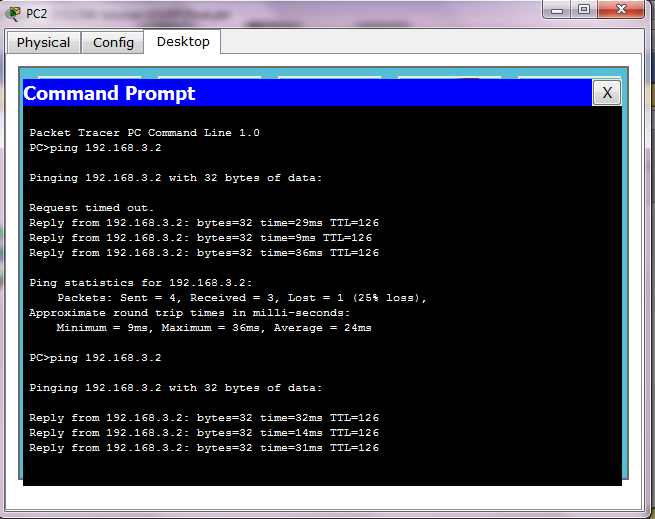 PC2
Physical Config Desktop
Command Prompt X
Packet Tracer PC Command Line 1.0
PC>ping 192.168.3.2
Pinging 192.168.3.2 with 32 bytes of data:
Request timed out.
Reply from 192.168.3.2: bytes=32 time=29ms TTL=126
Reply from 192.168.3.2: bytes=32 time=9ms TTL=126
Reply from 192.168.3.2: bytes=32 time=36ms TTL=126
Ping statistics for 192.168.3.2:
    Packets: Sent = 4, Received = 3, Lost = 1 (25% loss),
Approximate round trip times in milli-seconds:
    Minimum = 9ms, Maximum = 36ms, Average = 24ms
PC>ping 192.168.3.2
Pinging 192.168.3.2 with 32 bytes of data:
Reply from 192.168.3.2: bytes=32 time=32ms TTL=126
Reply from 192.168.3.2: bytes=32 time=14ms TTL=126
Reply from 192.168.3.2: bytes=32 time=31ms TTL=126